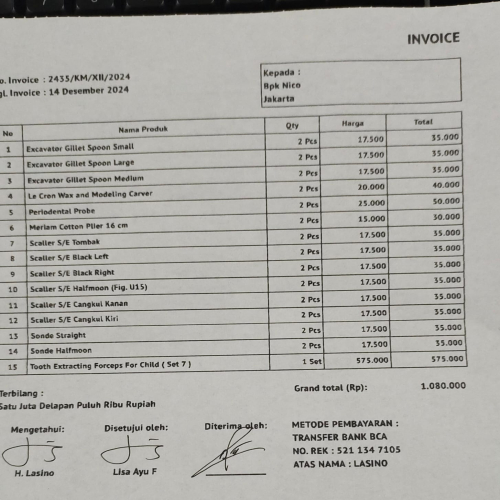 INVOICE
o. Invoice : 2435/KM/XII/2024
gl. Invoice : 14 Desember 2024
Kepada :
Bpk Nico
Jakarta
No Nama Produk Qty Harga Total
1 Excavator Gillet Spoon Small 2 Pcs 17.500 35.000
2 Excavator Gillet Spoon Large 2 Pcs 17.500 35.000
3 Excavator Gillet Spoon Medium 2 Pcs 17.500 35.000
4 Le Cron Wax and Modeling Carver 2 Pcs 20.000 40.000
5 Periodental Probe 2 Pcs 25.000 50.000
6 Meriam Cotton Plier 16 cm 2 Pcs 15.000 30.000
7 Scaller S/E Tombak 2 Pcs 17.500 35.000
8 Scaller S/E Black Left 2 Pcs 17.500 35.000
9 Scaller S/E Black Right 2 Pcs 17.500 35.000
10 Scaller S/E Halfmoon (Fig. U15) 2 Pcs 17.500 35.000
11 Scaller S/E Cangkul Kanan 2 Pcs 17.500 35.000
12 Scaller S/E Cangkul Kiri 2 Pcs 17.500 35.000
13 Sonde Straight 2 Pcs 17.500 35.000
14 Sonde Halfmoon 2 Pcs 17.500 35.000
15 Tooth Extracting Forceps For Child ( Set 7 ) 1 Set 575.000 575.000
Grand total (Rp): 1.080.000
Terbilang :
Satu Juta Delapan Puluh Ribu Rupiah
Mengetahui: Disetujui oleh: Diterima oleh:
H. Lasino Lisa Ayu F
METODE PEMBAYARAN :
TRANSFER BANK BCA
NO. REK : 521 134 7105
ATAS NAMA : LASINO